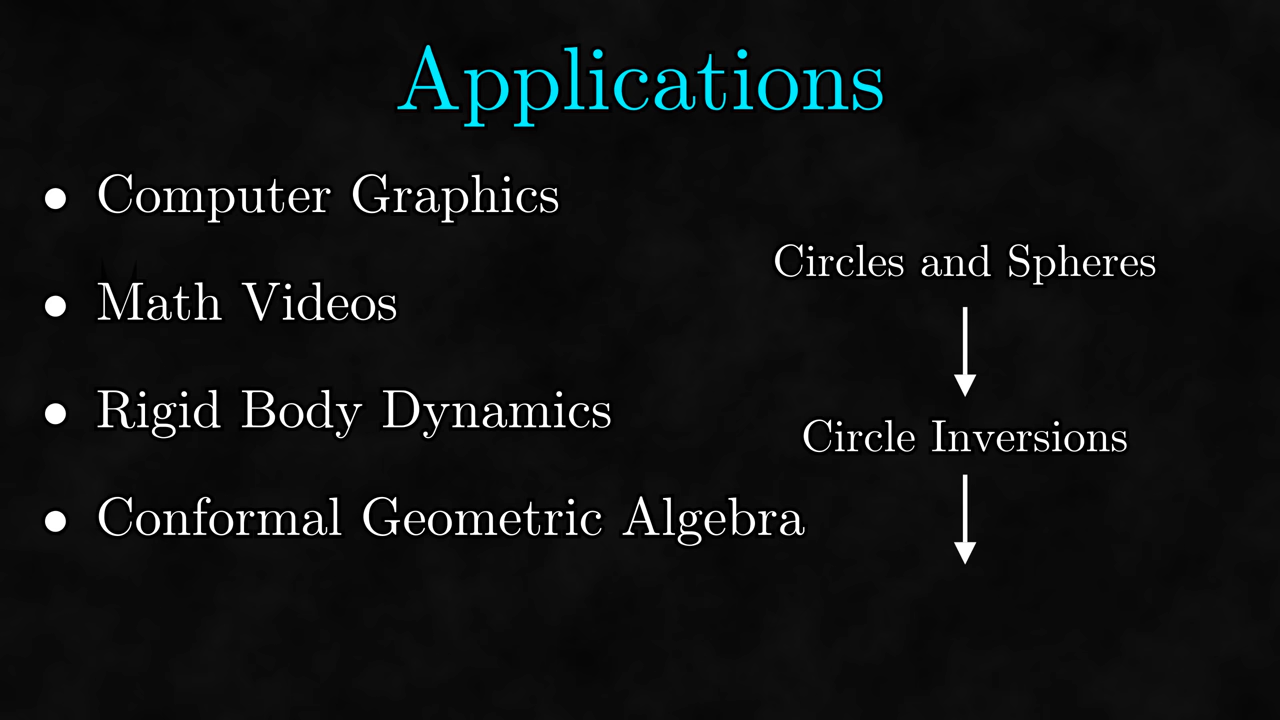 Applications
• Computer Graphics
• Math Videos
• Rigid Body Dynamics
• Conformal Geometric Algebra
Circles and Spheres
Circle Inversions